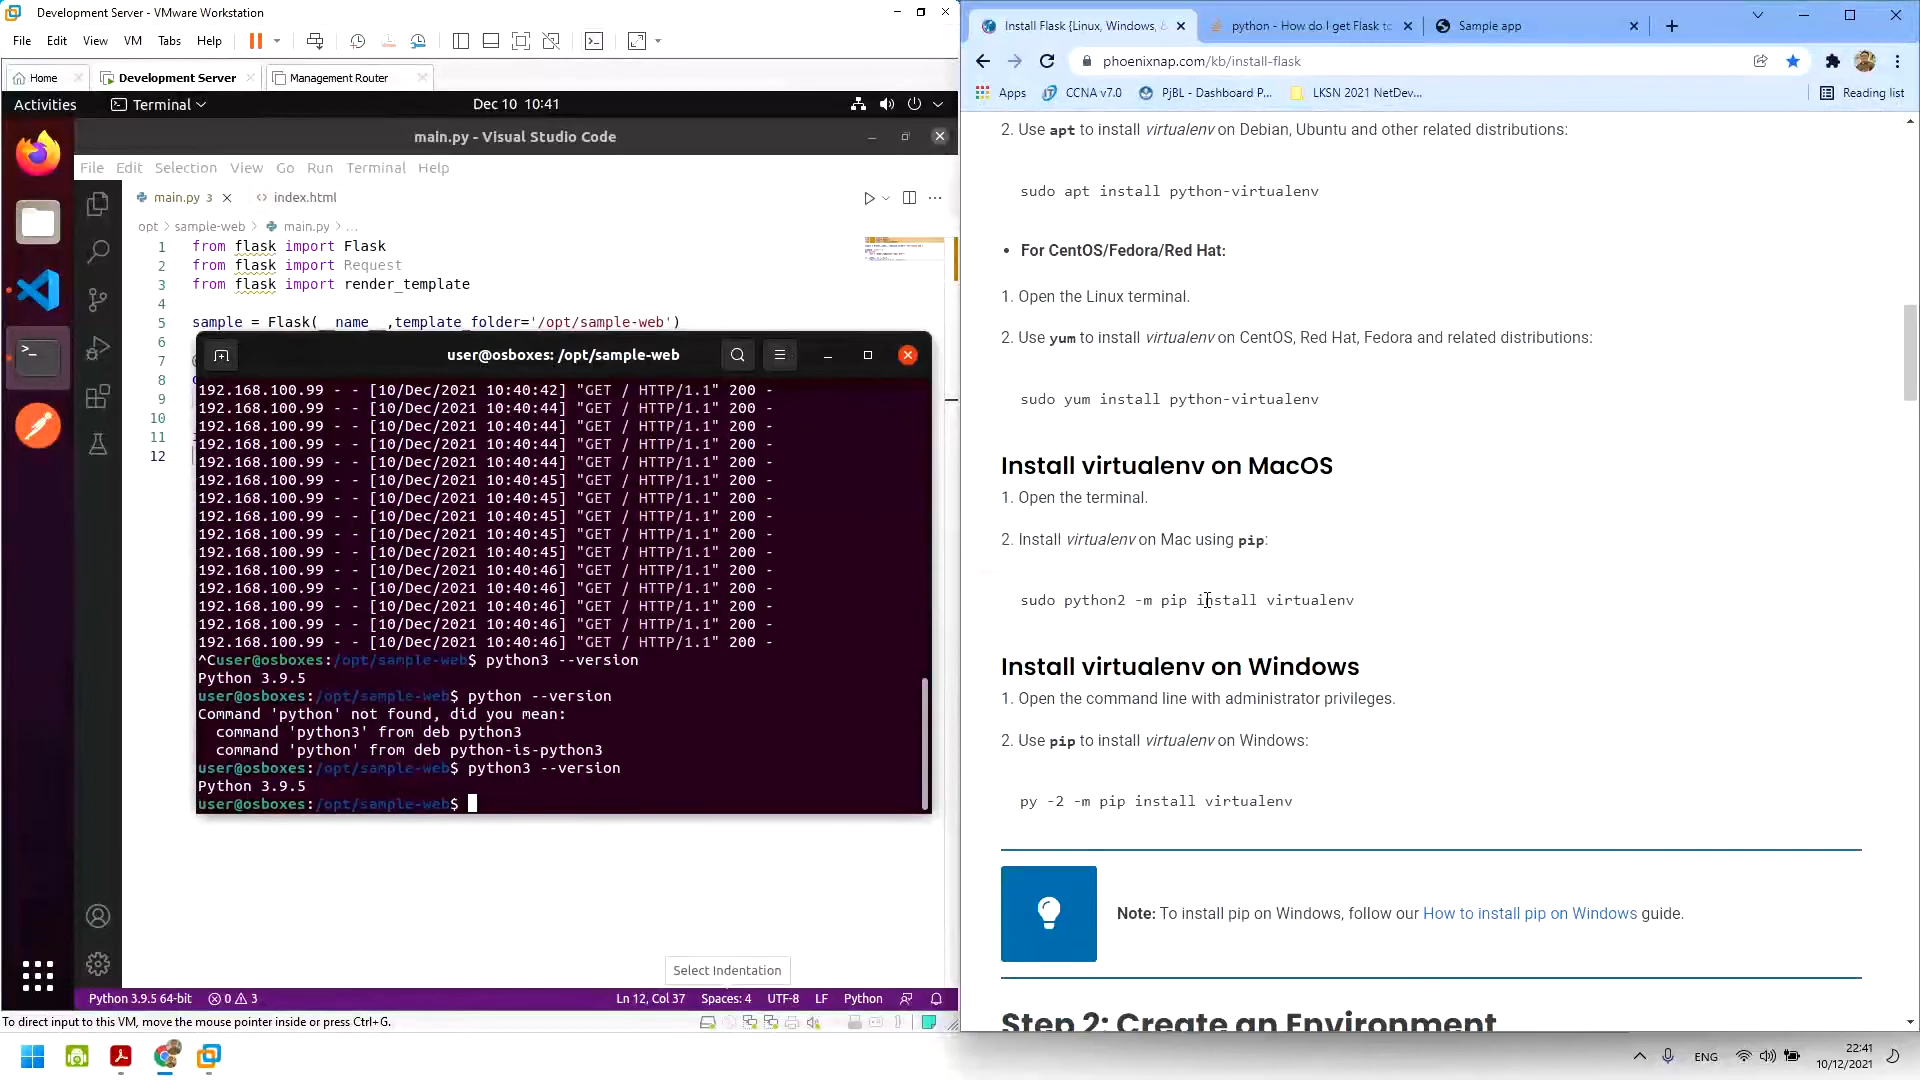 Development Server - VMware Workstation
File Edit View VM Tabs Help
Home Development Server Management Router
Activities Terminal Dec 10 10:41
main.py - Visual Studio Code
File Edit Selection View Go Run Terminal Help
main.py 3 index.html
opt > sample-web > main.py > ...
1 from flask import Flask
2 from flask import Request
3 from flask import render_template
4
5 sample = Flask(__name__,template_folder='/opt/sample-web')
6
7
8
9
10
11
12
user@osboxes: /opt/sample-web
192.168.100.99 - - [10/Dec/2021 10:40:42] "GET / HTTP/1.1" 200 -
192.168.100.99 - - [10/Dec/2021 10:40:44] "GET / HTTP/1.1" 200 -
192.168.100.99 - - [10/Dec/2021 10:40:44] "GET / HTTP/1.1" 200 -
192.168.100.99 - - [10/Dec/2021 10:40:44] "GET / HTTP/1.1" 200 -
192.168.100.99 - - [10/Dec/2021 10:40:44] "GET / HTTP/1.1" 200 -
192.168.100.99 - - [10/Dec/2021 10:40:45] "GET / HTTP/1.1" 200 -
192.168.100.99 - - [10/Dec/2021 10:40:45] "GET / HTTP/1.1" 200 -
192.168.100.99 - - [10/Dec/2021 10:40:45] "GET / HTTP/1.1" 200 -
192.168.100.99 - - [10/Dec/2021 10:40:45] "GET / HTTP/1.1" 200 -
192.168.100.99 - - [10/Dec/2021 10:40:45] "GET / HTTP/1.1" 200 -
192.168.100.99 - - [10/Dec/2021 10:40:46] "GET / HTTP/1.1" 200 -
192.168.100.99 - - [10/Dec/2021 10:40:46] "GET / HTTP/1.1" 200 -
192.168.100.99 - - [10/Dec/2021 10:40:46] "GET / HTTP/1.1" 200 -
192.168.100.99 - - [10/Dec/2021 10:40:46] "GET / HTTP/1.1" 200 -
192.168.100.99 - - [10/Dec/2021 10:40:46] "GET / HTTP/1.1" 200 -
^Cuser@osboxes:/opt/sample-web$ python3 --version
Python 3.9.5
user@osboxes:/opt/sample-web$ python --version
Command 'python' not found, did you mean:
command 'python3' from deb python3
command 'python' from deb python-is-python3
user@osboxes:/opt/sample-web$ python3 --version
Python 3.9.5
user@osboxes:/opt/sample-web$
Select Indentation
Python 3.9.5 64-bit 0 3 Ln 12, Col 37 Spaces: 4 UTF-8 LF Python
To direct input to this VM, move the mouse pointer inside or press Ctrl+G.
Install Flask {Linux, Windows, python - How do I get Flask to Sample app
phoenixnap.com/kb/install-flask
Apps CCNA v7.0 PjBL - Dashboard P... LKSN 2021 NetDev... Reading list
2. Use apt to install virtualenv on Debian, Ubuntu and other related distributions:
sudo apt install python-virtualenv
• For CentOS/Fedora/Red Hat:
1. Open the Linux terminal.
2. Use yum to install virtualenv on CentOS, Red Hat, Fedora and related distributions:
sudo yum install python-virtualenv
Install virtualenv on MacOS
1. Open the terminal.
2. Install virtualenv on Mac using pip:
sudo python2 -m pip install virtualenv
Install virtualenv on Windows
1. Open the command line with administrator privileges.
2. Use pip to install virtualenv on Windows:
py -2 -m pip install virtualenv
Note: To install pip on Windows, follow our How to install pip on Windows guide.
Step 2: Create an Environment
ENG 22:41
10/12/2021